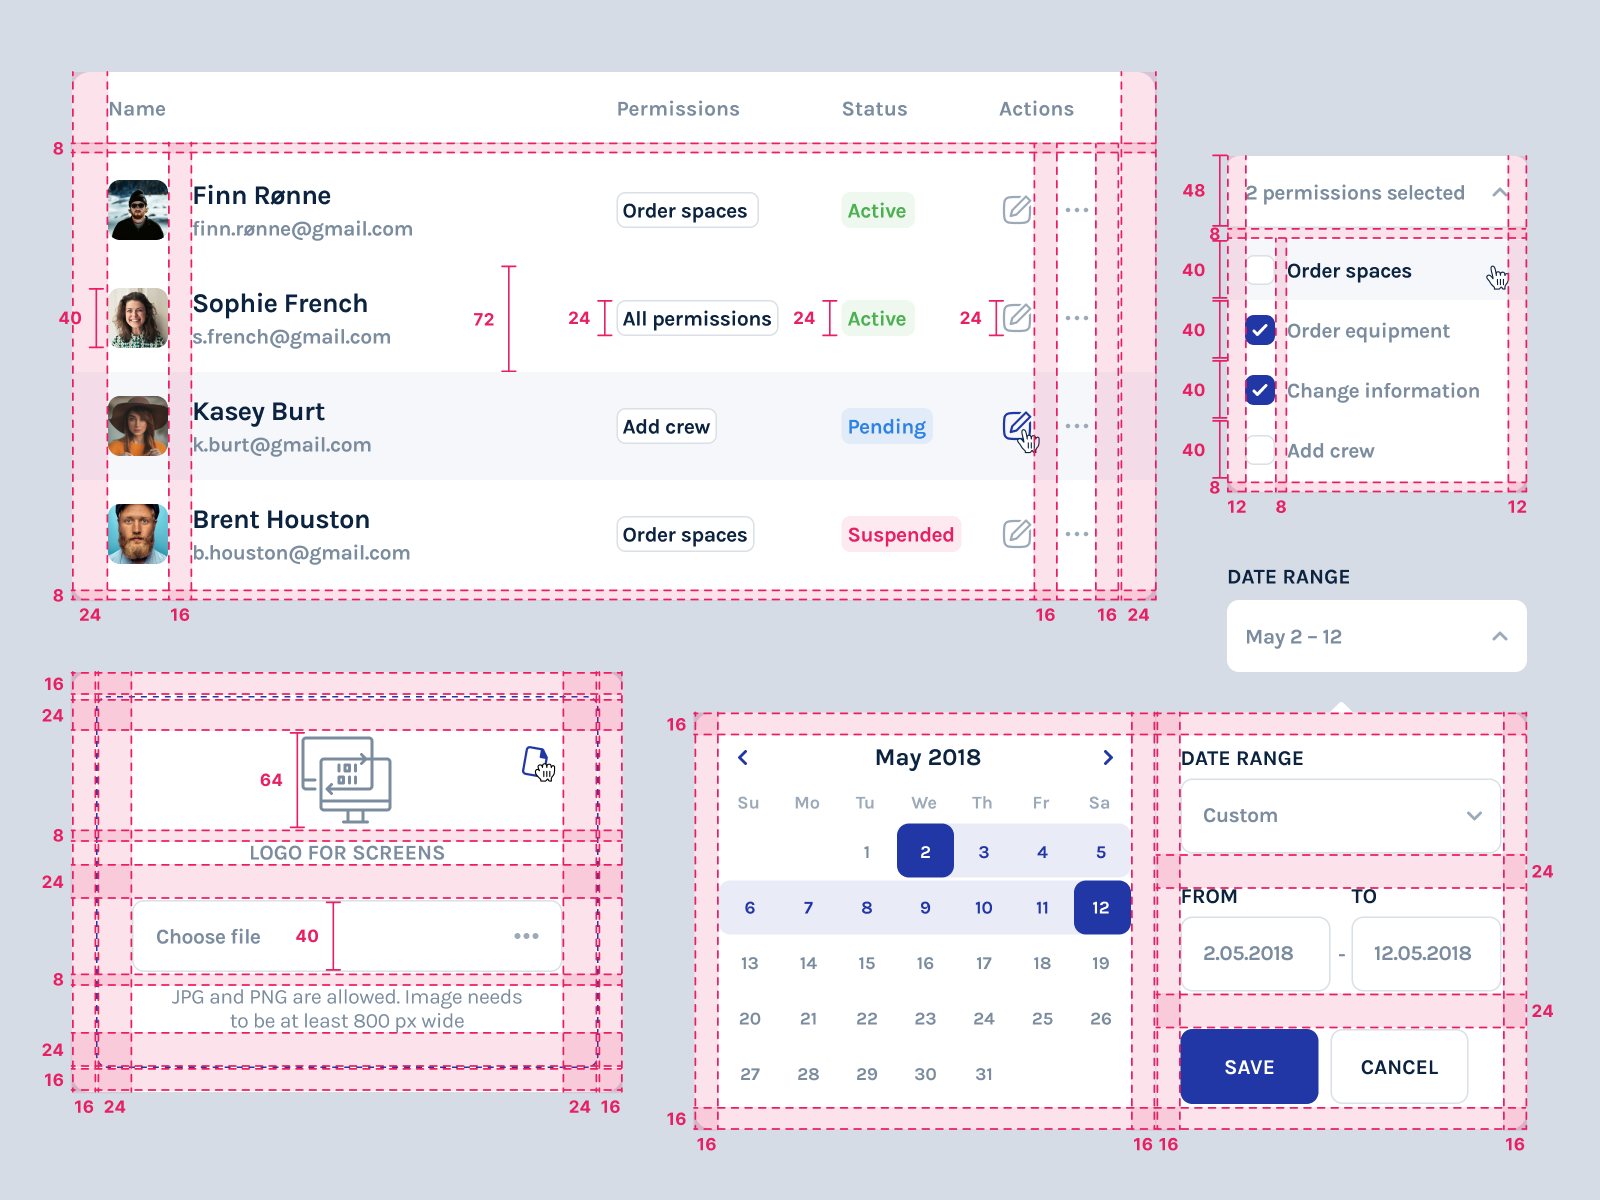 Name Permissions Status Actions
8
Finn Rønne
finn.rønne@gmail.com
Order spaces
Active
Sophie French
s.french@gmail.com
40
72
24
All permissions
24
Active
24
Kasey Burt
k.burt@gmail.com
Add crew
Pending
Brent Houston
b.houston@gmail.com
Order spaces
Suspended
8
24 16 16 16 24
48
2 permissions selected
8
40
Order spaces
40
Order equipment
40
Change information
40
Add crew
8
12 8 12
DATE RANGE
May 2 – 12
16
24
64
101
011
8
LOGO FOR SCREENS
24
Choose file
40
8
JPG and PNG are allowed. Image needs
to be at least 800 px wide
24
16
16 24 24 16
16
May 2018
Su Mo Tu We Th Fr Sa
1 2 3 4 5
6 7 8 9 10 11 12
13 14 15 16 17 18 19
20 21 22 23 24 25 26
27 28 29 30 31
16
16 16 16 16
DATE RANGE
Custom
24
FROM TO
2.05.2018 - 12.05.2018
24
SAVE CANCEL